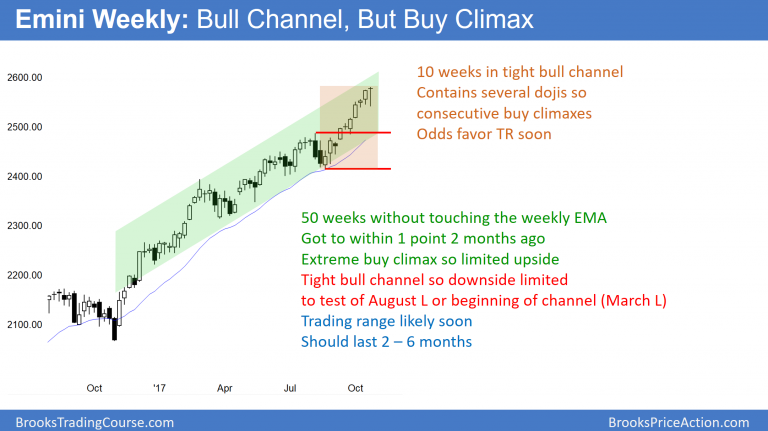 Emini Weekly: Bull Channel, But Buy Climax
10 weeks in tight bull channel
Contains several dojis so
consecutive buy climaxes
Odds favor TR soon
2600.00
2500.00
2400.00
2300.00
2200.00
2100.00
50 weeks without touching the weekly EMA
Got to within 1 point 2 months ago
Extreme buy climax so limited upside
Tight bull channel so downside limited
to test of August L or beginning of channel (March L)
Trading range likely soon
Should last 2 – 6 months
Oct '17 Apr Jul Oct
BrooksTradingCourse.com BrooksPriceAction.com